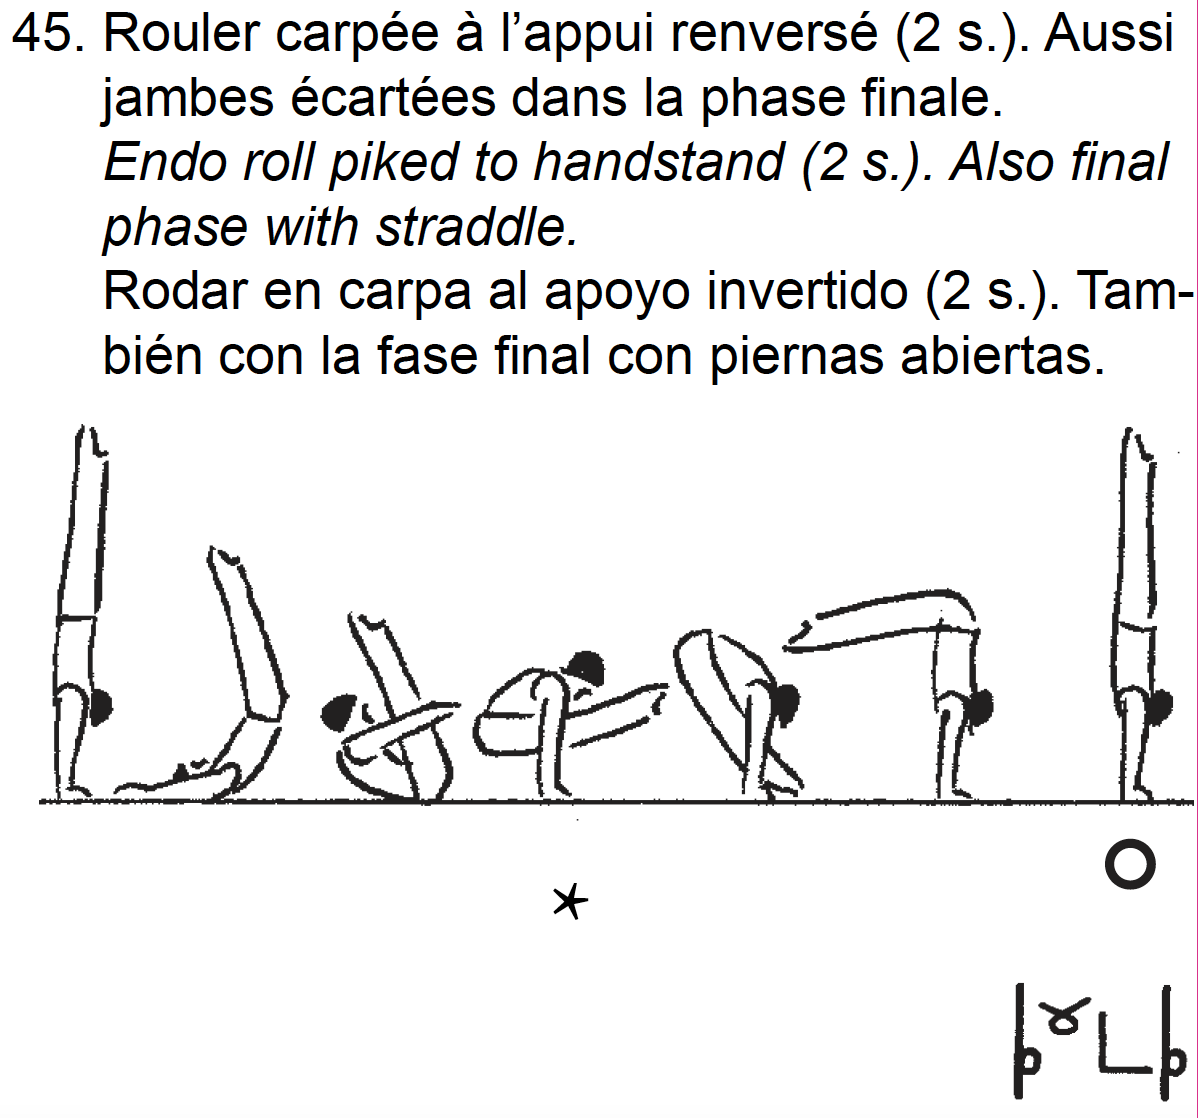 45. Rouler carpée à l’appui renversé (2 s.). Aussi
jambes écartées dans la phase finale.
Endo roll piked to handstand (2 s.). Also final
phase with straddle.
Rodar en carpa al apoyo invertido (2 s.). Tam-
bién con la fase final con piernas abiertas.